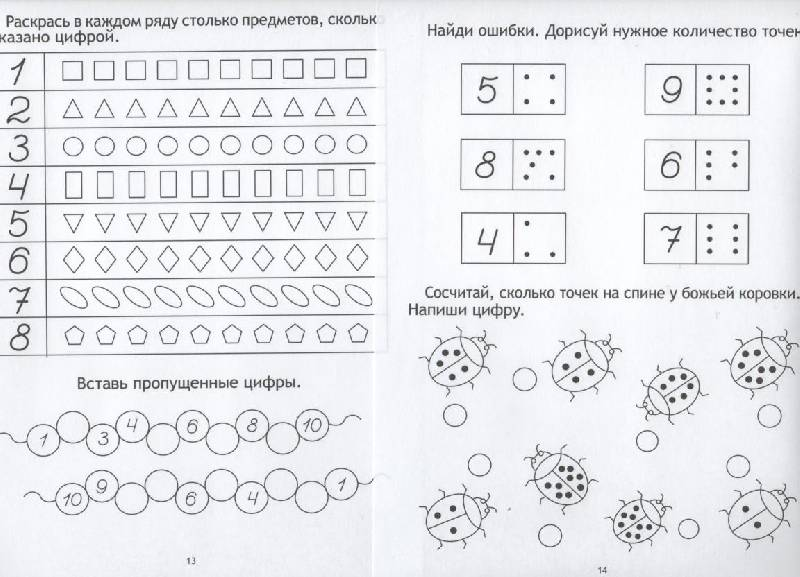 Раскрась в каждом ряду столько предметов, скольк
казано цифрой.
1
2
3
4
5
6
7
8
Вставь пропущенные цифры.
1 3 4 6 8 10
10 9 6 4 1
13
Найди ошибки. Дорисуй нужное количество точек
5 9
8 6
4 7
Сосчитай, сколько точек на спине у божьей коровки.
Напиши цифру.
14